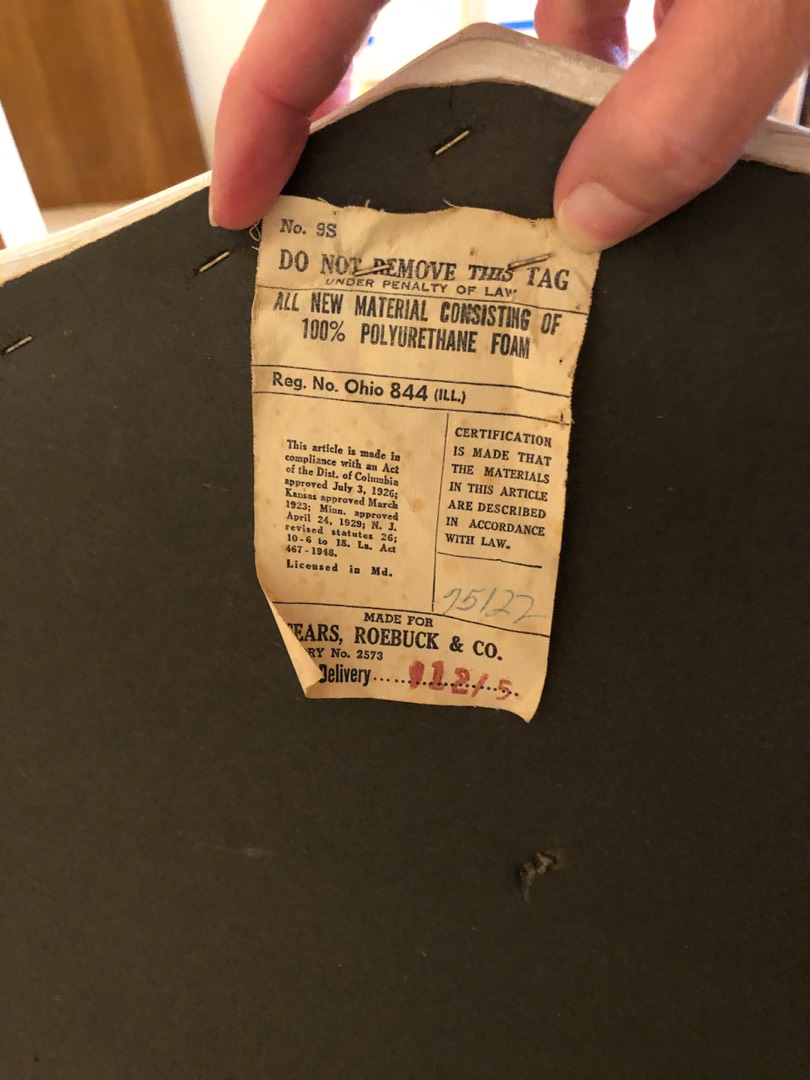 No. 9S
DO NOT REMOVE THIS TAG
UNDER PENALTY OF LAW
ALL NEW MATERIAL CONSISTING OF
100% POLYURETHANE FOAM
Reg. No. Ohio 844 (ILL.)
This article is made in
compliance with an Act
of the Dist. of Columbia
approved July 3, 1926;
Kansas approved March
1923; Minn. approved
April 24, 1929; N. J.
revised statutes 26;
10-6 to 18. La. Act
467-1948.
Licensed in Md.
CERTIFICATION
IS MADE THAT
THE MATERIALS
IN THIS ARTICLE
ARE DESCRIBED
IN ACCORDANCE
WITH LAW.
75122
MADE FOR
EARS, ROEBUCK & CO.
RY No. 2573
Delivery